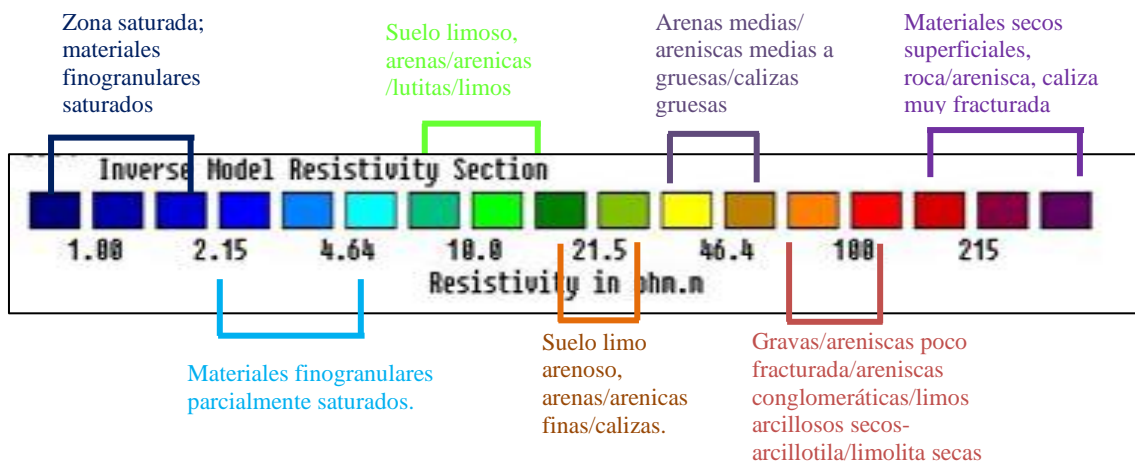 Zona saturada;
materiales
finogranulares
saturados
Suelo limoso,
arenas/arenicas
/lutitas/limos
Arenas medias/
areniscas medias a
gruesas/calizas
gruesas
Materiales secos
superficiales,
roca/arenisca, caliza
muy fracturada
Inverse Model Resistivity Section
1.00 2.15 4.64 10.0 21.5 46.4 100 215
Resistivity in ohm.m
Materiales finogranulares
parcialmente saturados.
Suelo limo
arenoso,
arenas/arenicas
finas/calizas.
Gravas/areniscas poco
fracturada/areniscas
conglomeráticas/limos
arcillosos secos-
arcillotila/limolita secas